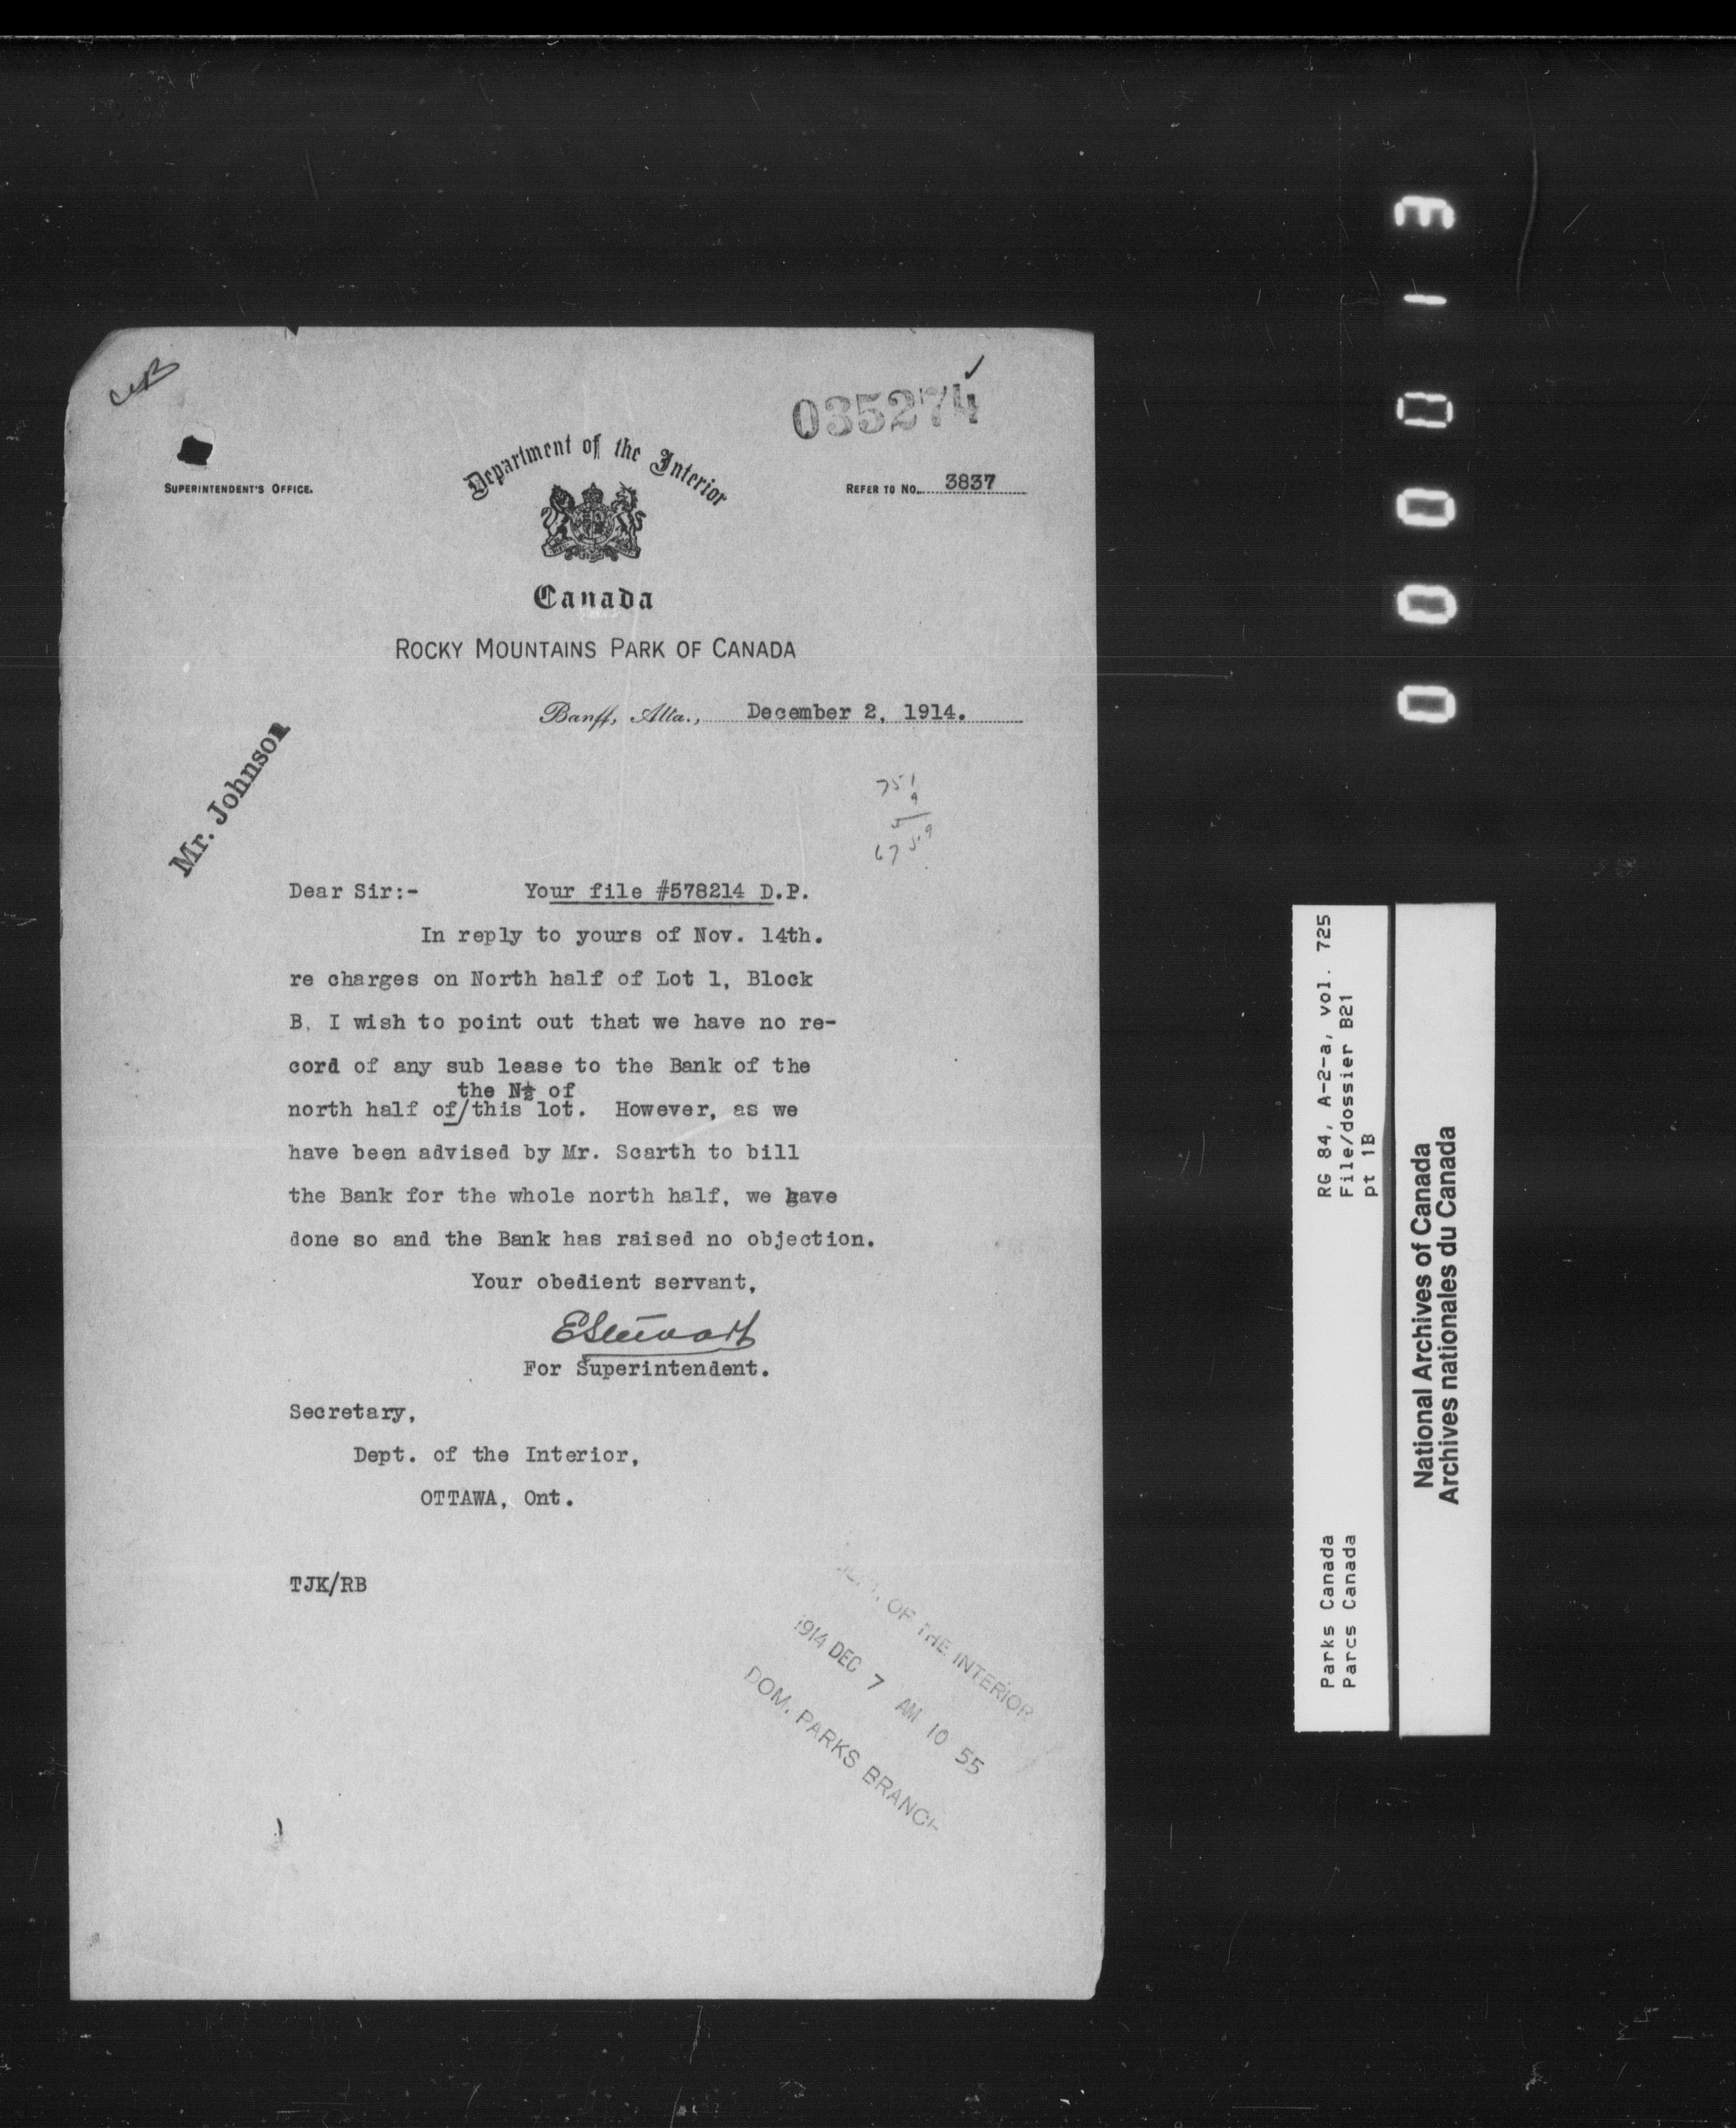 035274
Department of the Interior
SUPERINTENDENT'S OFFICE.
REFER TO NO. 3837
Canada
ROCKY MOUNTAINS PARK OF CANADA
Banff, Alta., December 2, 1914.
Mr. Johnson
751
9
Dear Sir:- Your file #578214 D.P.
In reply to yours of Nov. 14th.
re charges on North half of Lot 1, Block
B. I wish to point out that we have no re-
cord of any sub lease to the Bank of the
the N½ of
north half of/this lot. However, as we
have been advised by Mr. Scarth to bill
the Bank for the whole north half, we have
done so and the Bank has raised no objection.
Your obedient servant,
EStewart
For Superintendent.
Secretary,
Dept. of the Interior,
OTTAWA, Ont.
TJK/RB
DEPT. OF THE INTERIOR
1914 DEC 7 AM 10 55
DOM. PARKS BRANCH
000013
RG 84, A-2-a, vol. 725
File/dossier B21
pt 1B
Parks Canada
Parcs Canada
National Archives of Canada
Archives nationales du Canada